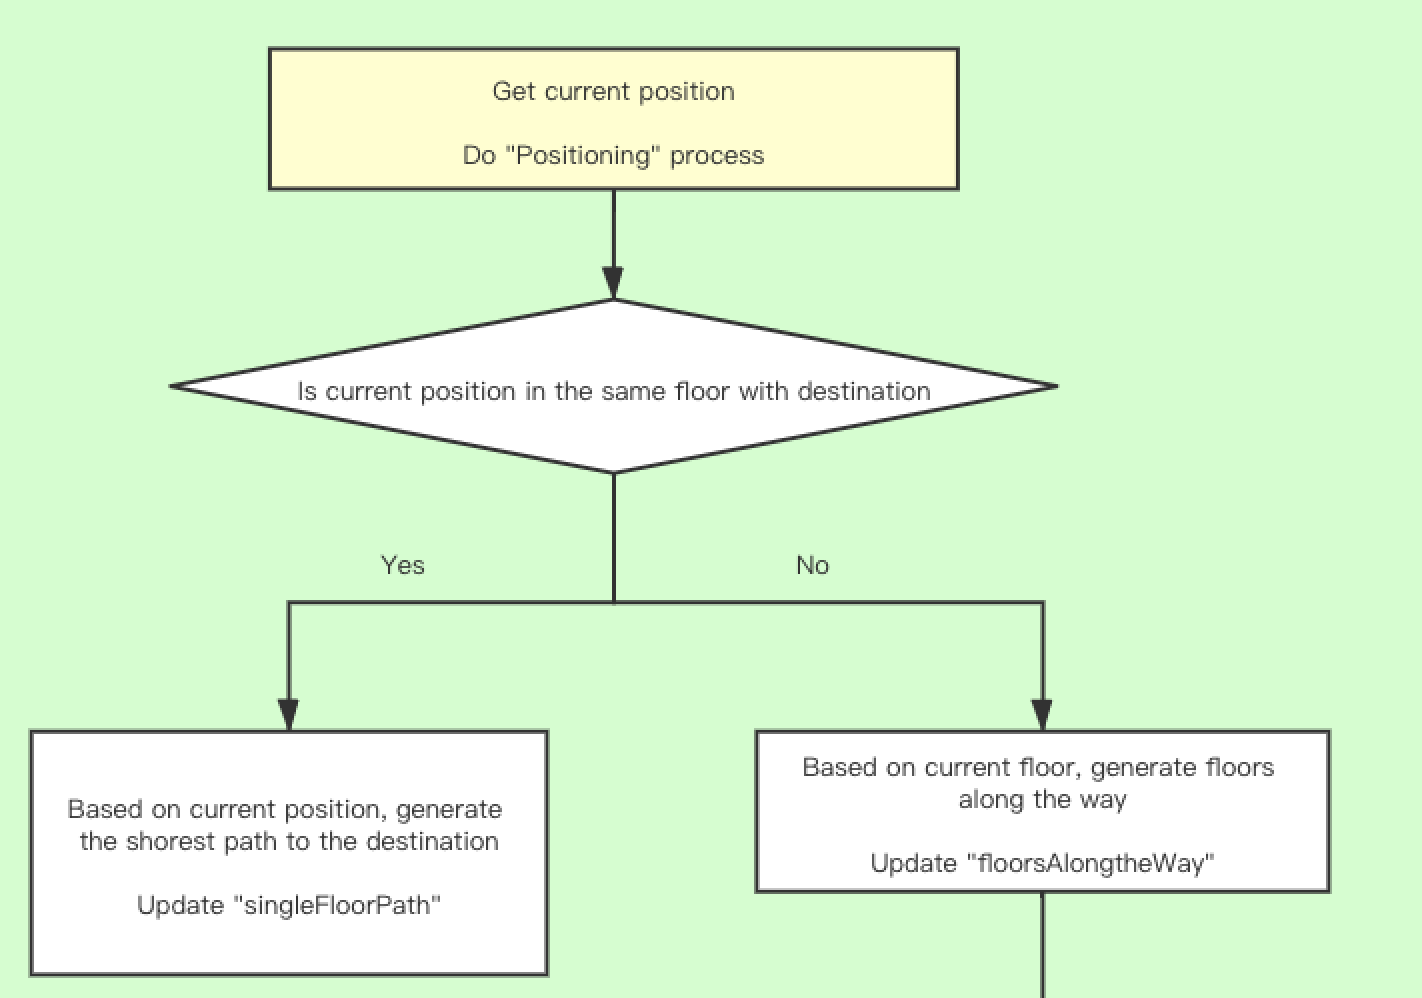 Get current position
Do "Positioning" process
Is current position in the same floor with destination
Yes
No
Based on current position, generate
the shorest path to the destination
Update "singleFloorPath"
Based on current floor, generate floors
along the way
Update "floorsAlongtheWay"